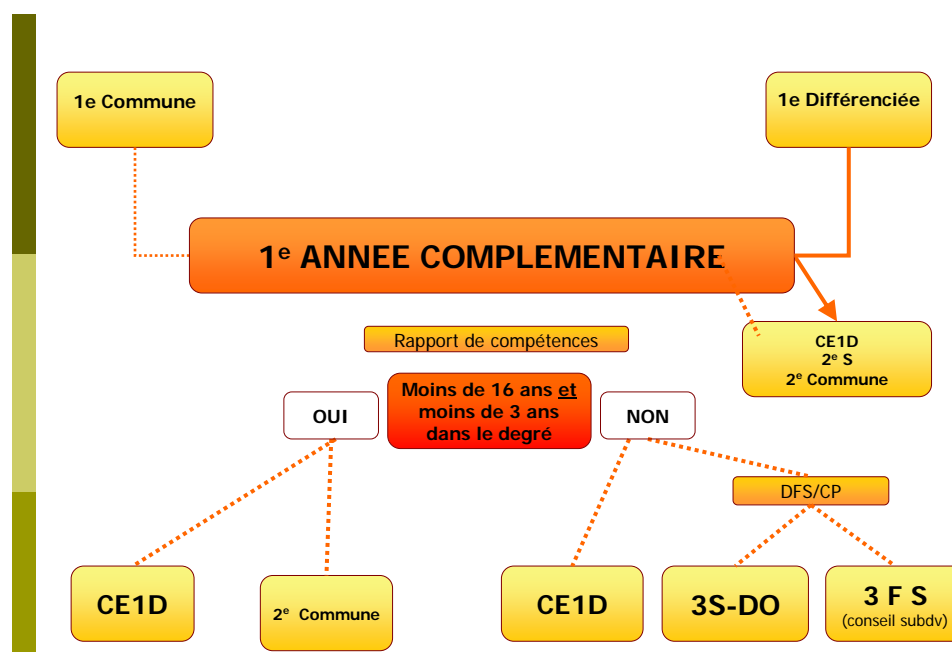 1e Commune
1e Différenciée
1e ANNEE COMPLEMENTAIRE
CE1D
2e S
2e Commune
Rapport de compétences
Moins de 16 ans et
moins de 3 ans
dans le degré
OUI
NON
DFS/CP
CE1D
2e Commune
CE1D
3S-DO
3 F S
(conseil subdv)